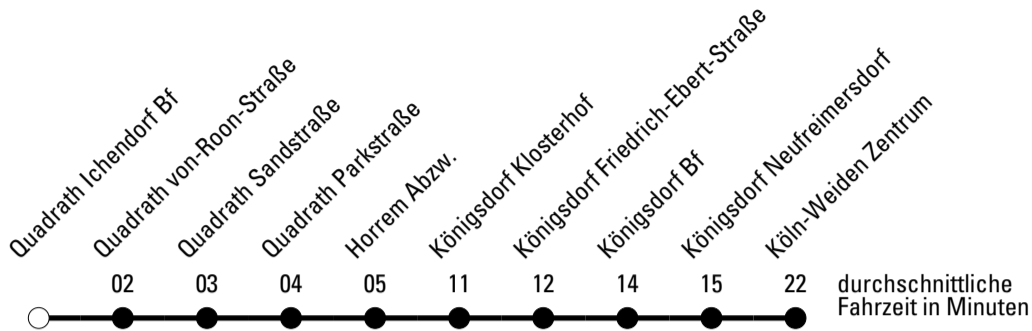 Quadrath Ichendorf Bf
Quadrath von-Roon-Straße
Quadrath Sandstraße
Quadrath Parkstraße
Horrem Abzw.
Königsdorf Klosterhof
Königsdorf Friedrich-Ebert-Straße
Königsdorf Bf
Königsdorf Neufreimersdorf
Köln-Weiden Zentrum
02 03 04 05 11 12 14 15 22 durchschnittliche
Fahrzeit in Minuten